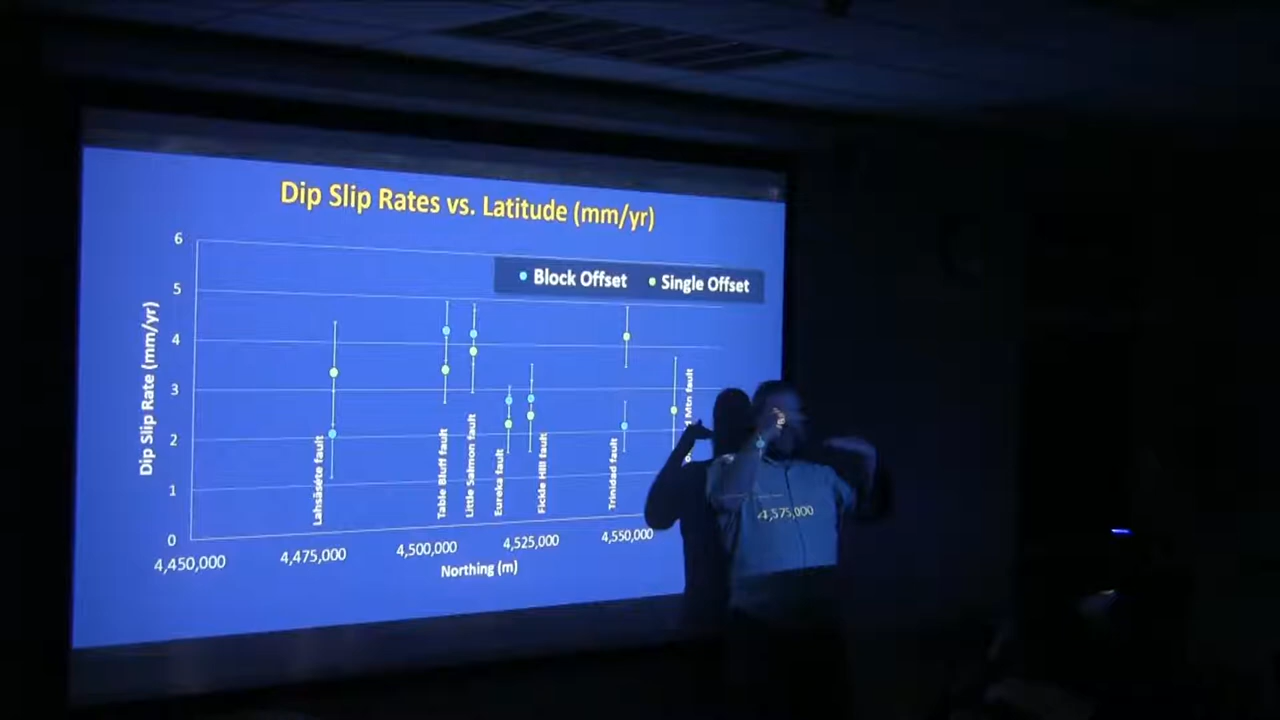 Dip Slip Rates vs. Latitude (mm/yr)
Block Offset
Single Offset
Dip Slip Rate (mm/yr)
6
5
4
3
2
1
0
Lahsāsėte fault
Table Bluff fault
Little Salmon fault
Eureka fault
Fickle Hill fault
Trinidad fault
Mtn fault
4,450,000
4,475,000
4,500,000
4,525,000
4,550,000
4,575,000
Northing (m)